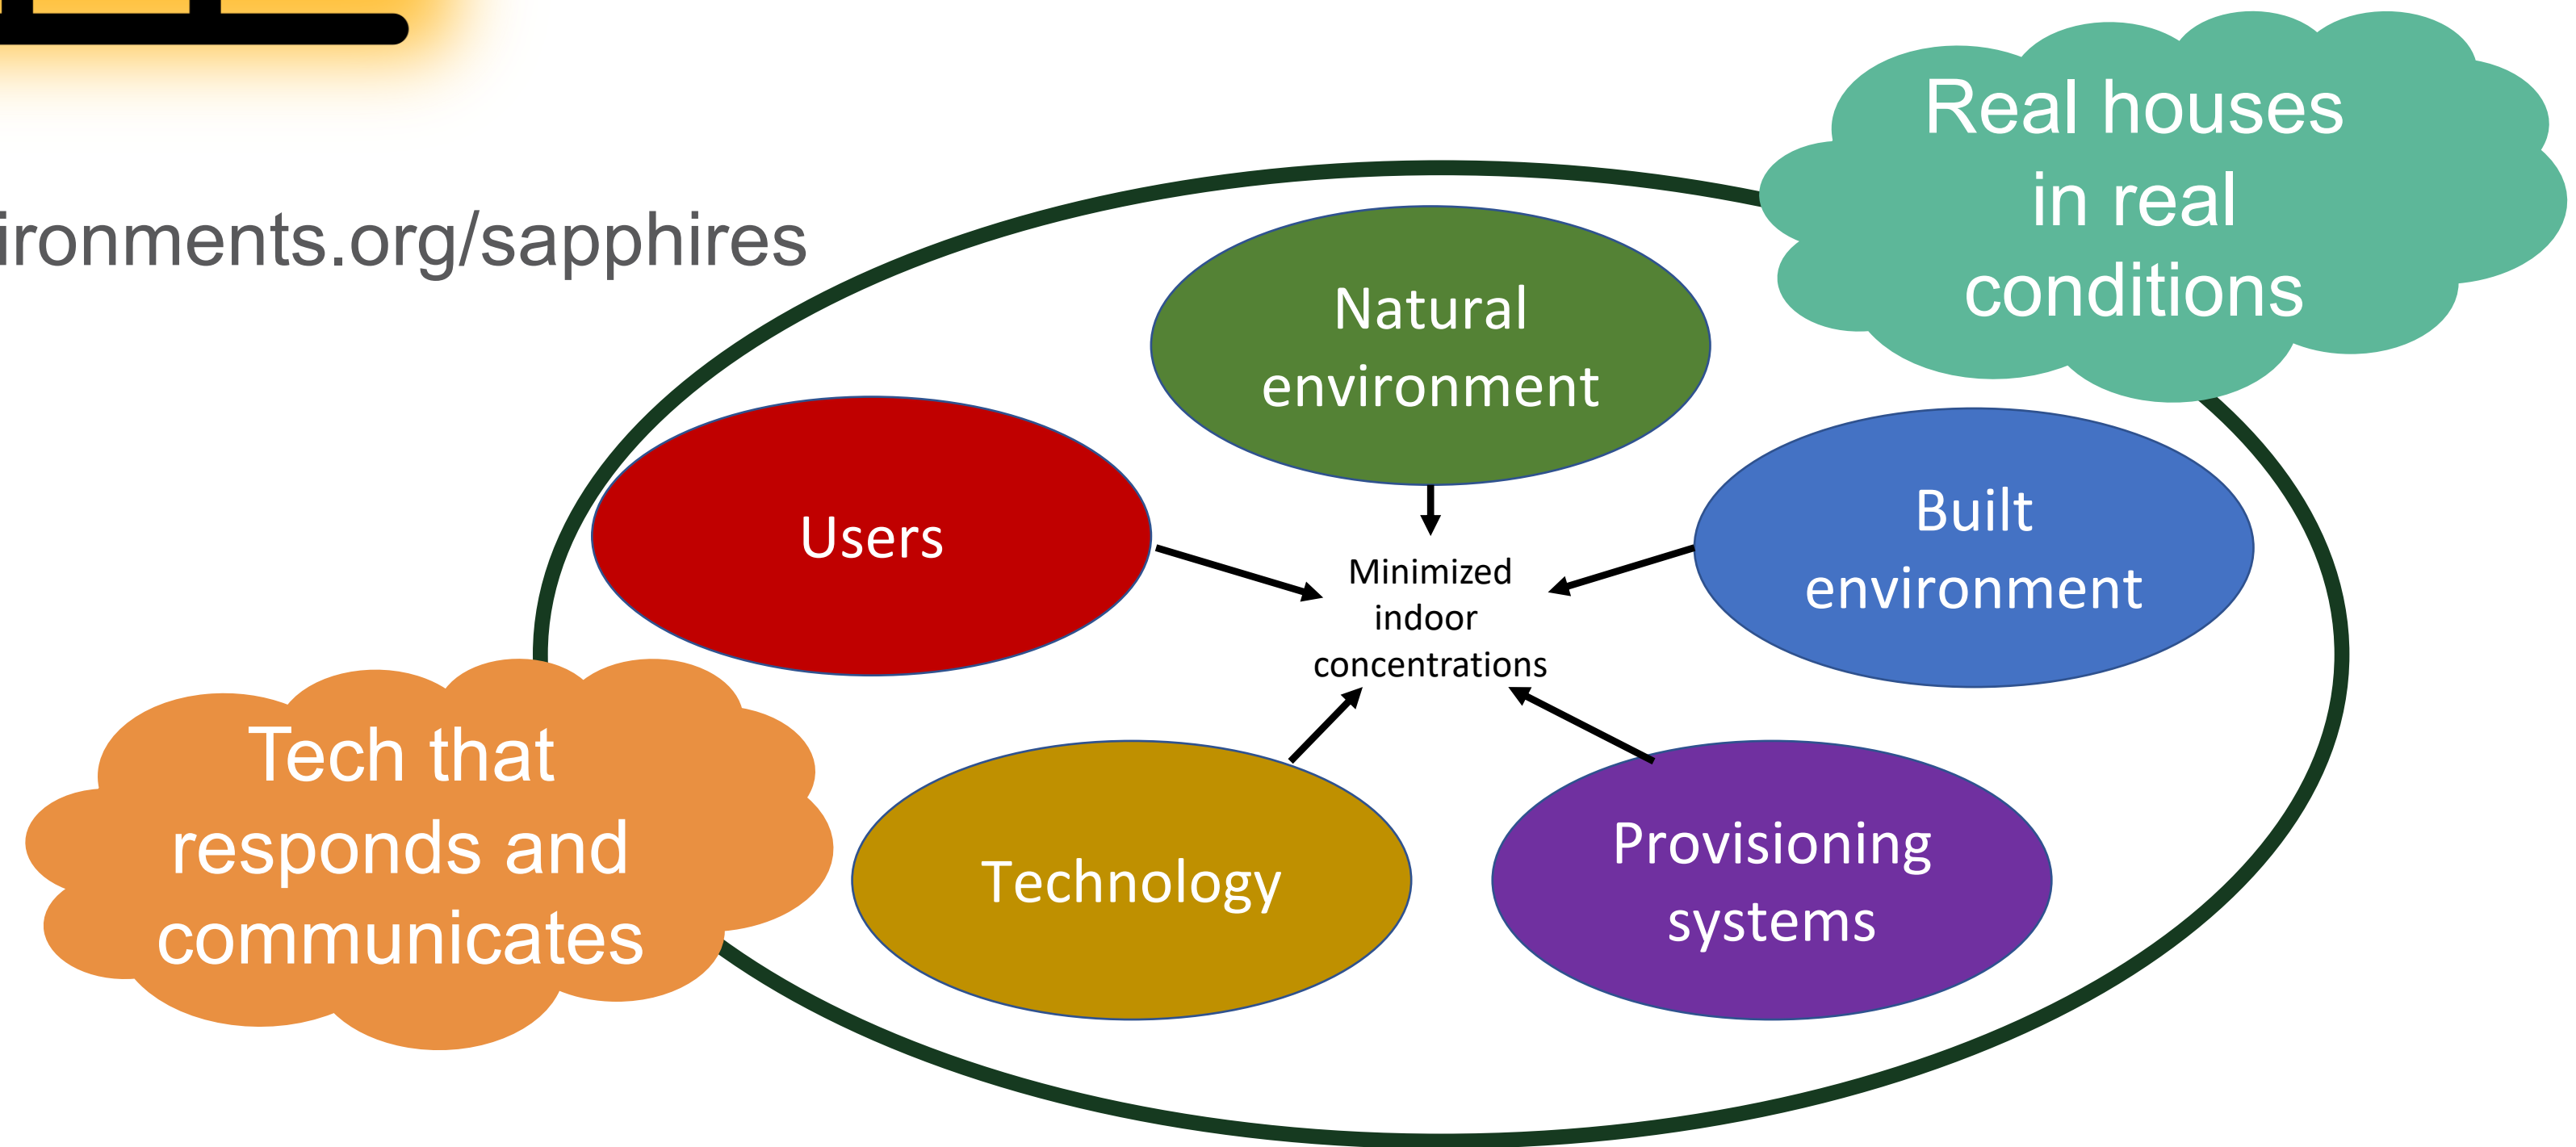 ironments.org/sapphires
Real houses
in real
conditions
Natural
environment
Users
Built
environment
Minimized
indoor
concentrations
Tech that
responds and
communicates
Technology
Provisioning
systems